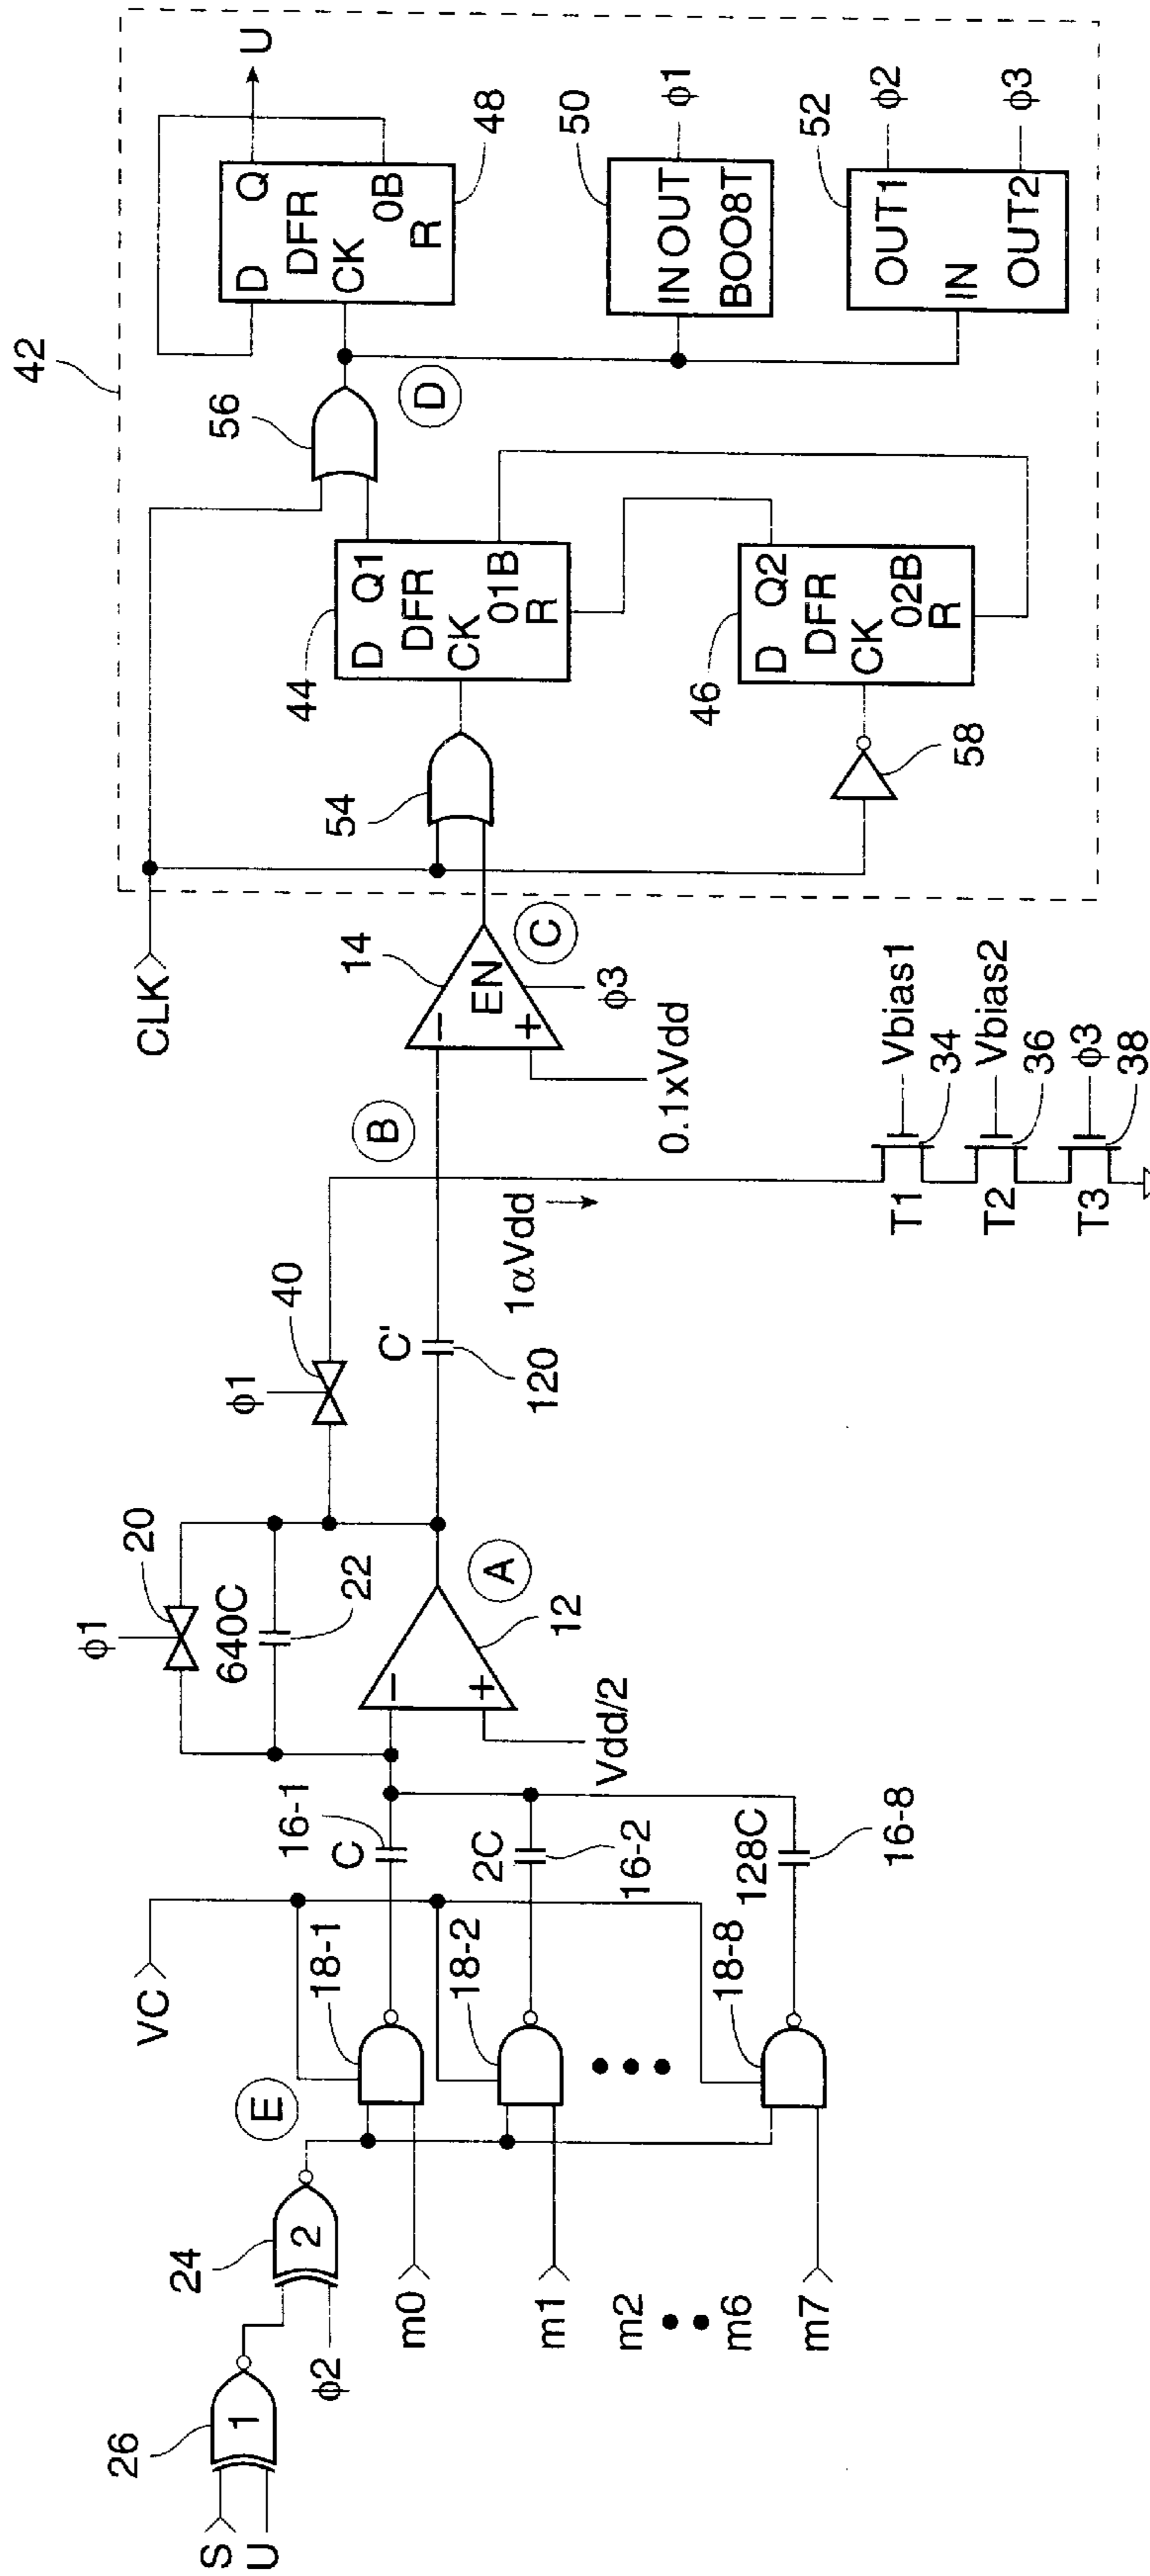 S
U
26
1
24
2
φ2
E
VC
m0
m1
m2
m6
m7
18-1
18-2
18-8
C
16-1
2C
16-2
128C
16-8
φ1
20
640C
22
12
A
Vdd/2
φ1
40
C'
120
1αVdd
B
14
EN
C
φ3
0.1xVdd
T1
Vbias1
34
T2
Vbias2
36
T3
φ3
38
CLK
42
54
44
D Q1
DFR
CK
01B
R
46
D Q2
DFR
CK
02B
R
58
56
D
D Q
DFR
CK
0B
R
48
U
50
IN OUT
BOO8T
φ1
52
OUT1
IN
OUT2
φ2
φ3